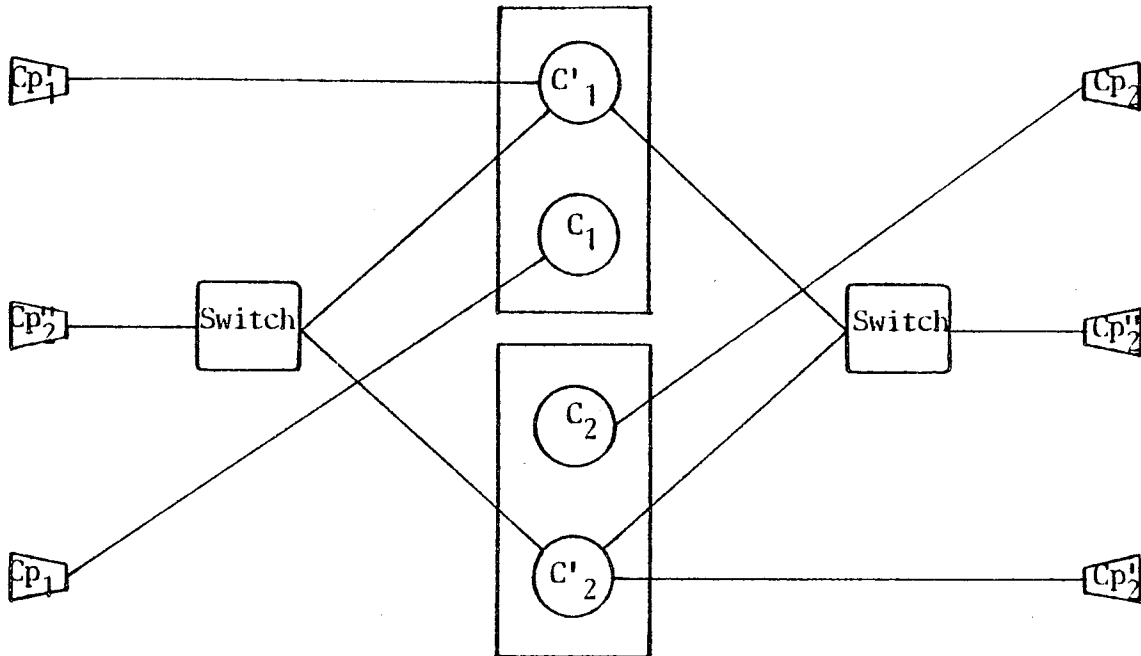 Cp'₁
C'₁
Cp₂
C₁
Cp"₂
Switch
Switch
Cp"₂
C₂
Cp₁
C'₂
Cp'₂